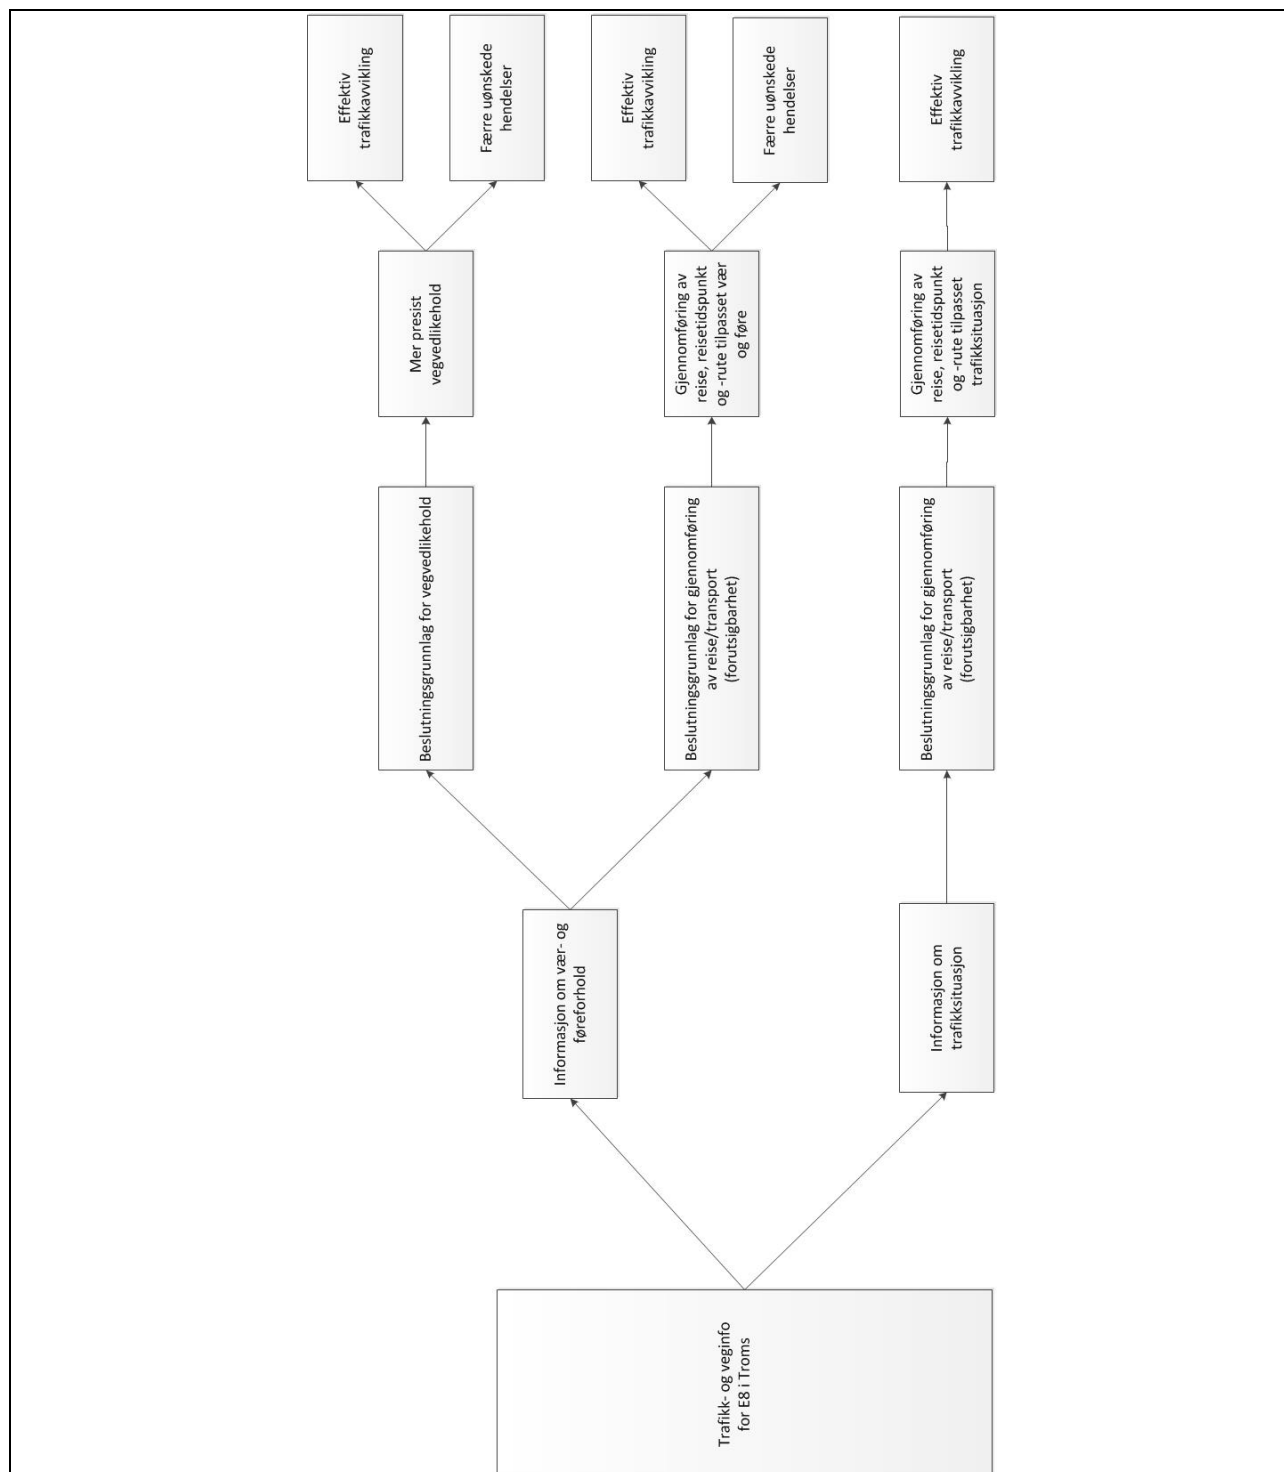 Trafikk- og veginfo
for E8 i Troms
Informasjon om vær- og
føreforhold
Informasjon om
trafikksituasjon
Beslutningsgrunnlag for vegvedlikehold
Beslutningsgrunnlag for gjennomføring
av reise/transport
(forutsigbarhet)
Beslutningsgrunnlag for gjennomføring
av reise/transport
(forutsigbarhet)
Mer presist
vegvedlikehold
Gjennomføring av
reise, reisetidspunkt
og -rute tilpasset vær
og føre
Gjennomføring av
reise, reisetidspunkt
og -rute tilpasset
trafikksituasjon
Effektiv
trafikkavvikling
Færre uønskede
hendelser
Effektiv
trafikkavvikling
Færre uønskede
hendelser
Effektiv
trafikkavvikling